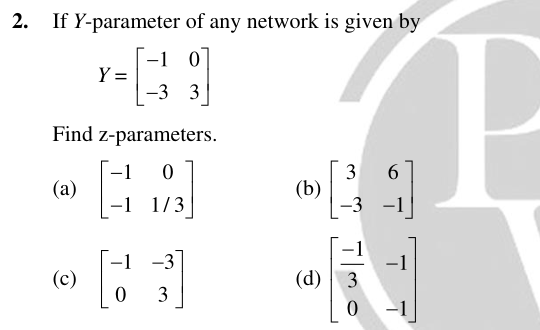 2. If Y-parameter of any network is given by
Y = [−1 0
−3 3]
Find z-parameters.
(a) [−1 0
−1 1/3]
(b) [3 6
−3 −1]
(c) [−1 −3
0 3]
(d) [−1/3 −1
0 −1]